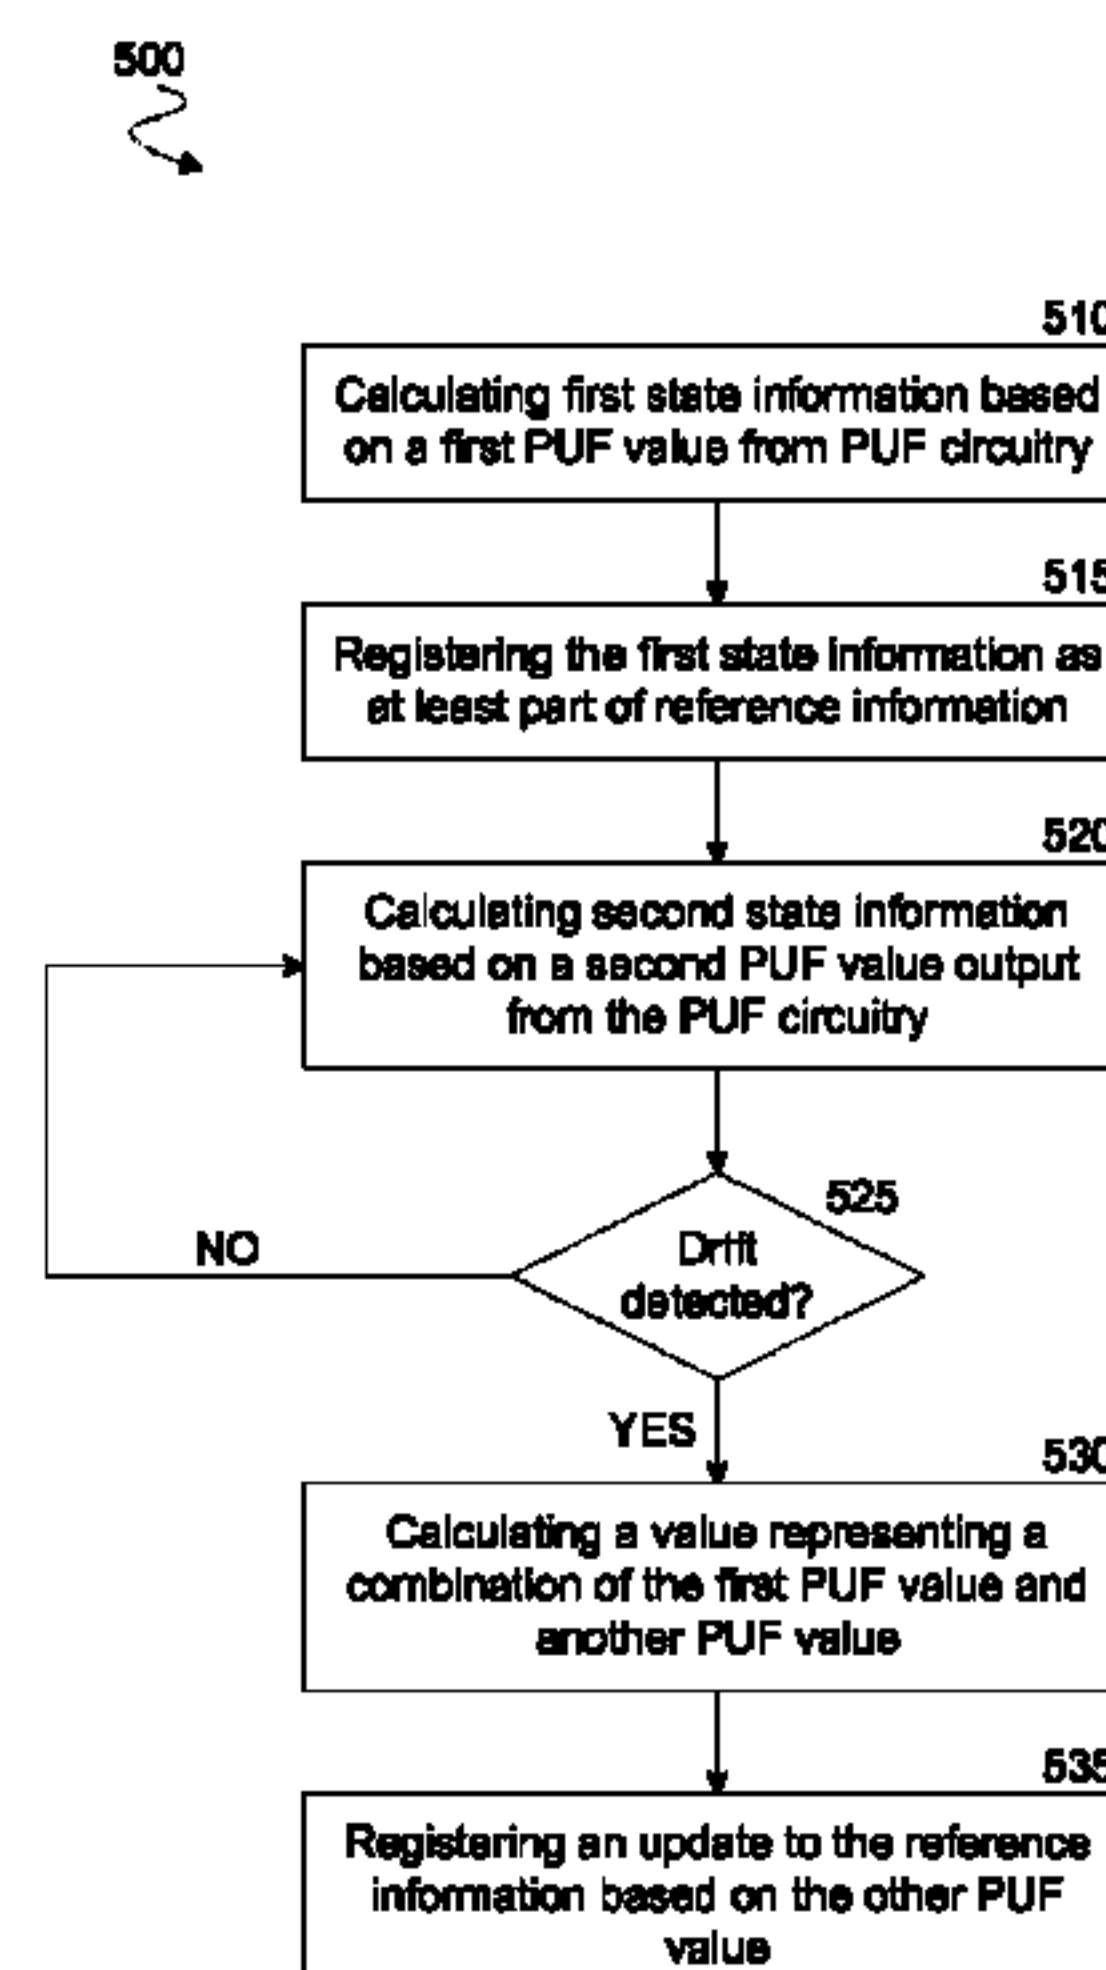 500
510
Calculating first state information based
on a first PUF value from PUF circuitry
515
Registering the first state information as
at least part of reference information
520
Calculating second state information
based on a second PUF value output
from the PUF circuitry
525
Drift
detected?
NO
YES
530
Calculating a value representing a
combination of the first PUF value and
another PUF value
535
Registering an update to the reference
information based on the other PUF
value